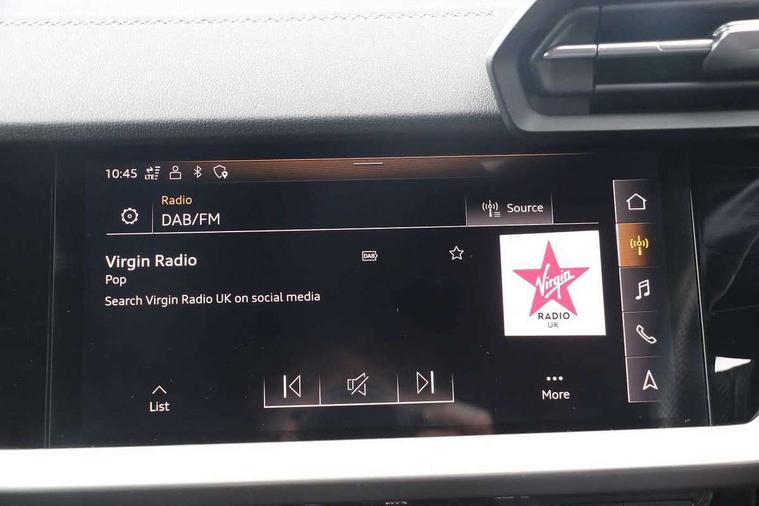 10:45 LTE
Radio
DAB/FM
Source
Virgin Radio
DAB
Pop
Search Virgin Radio UK on social media
Virgin
RADIO
UK
List
More